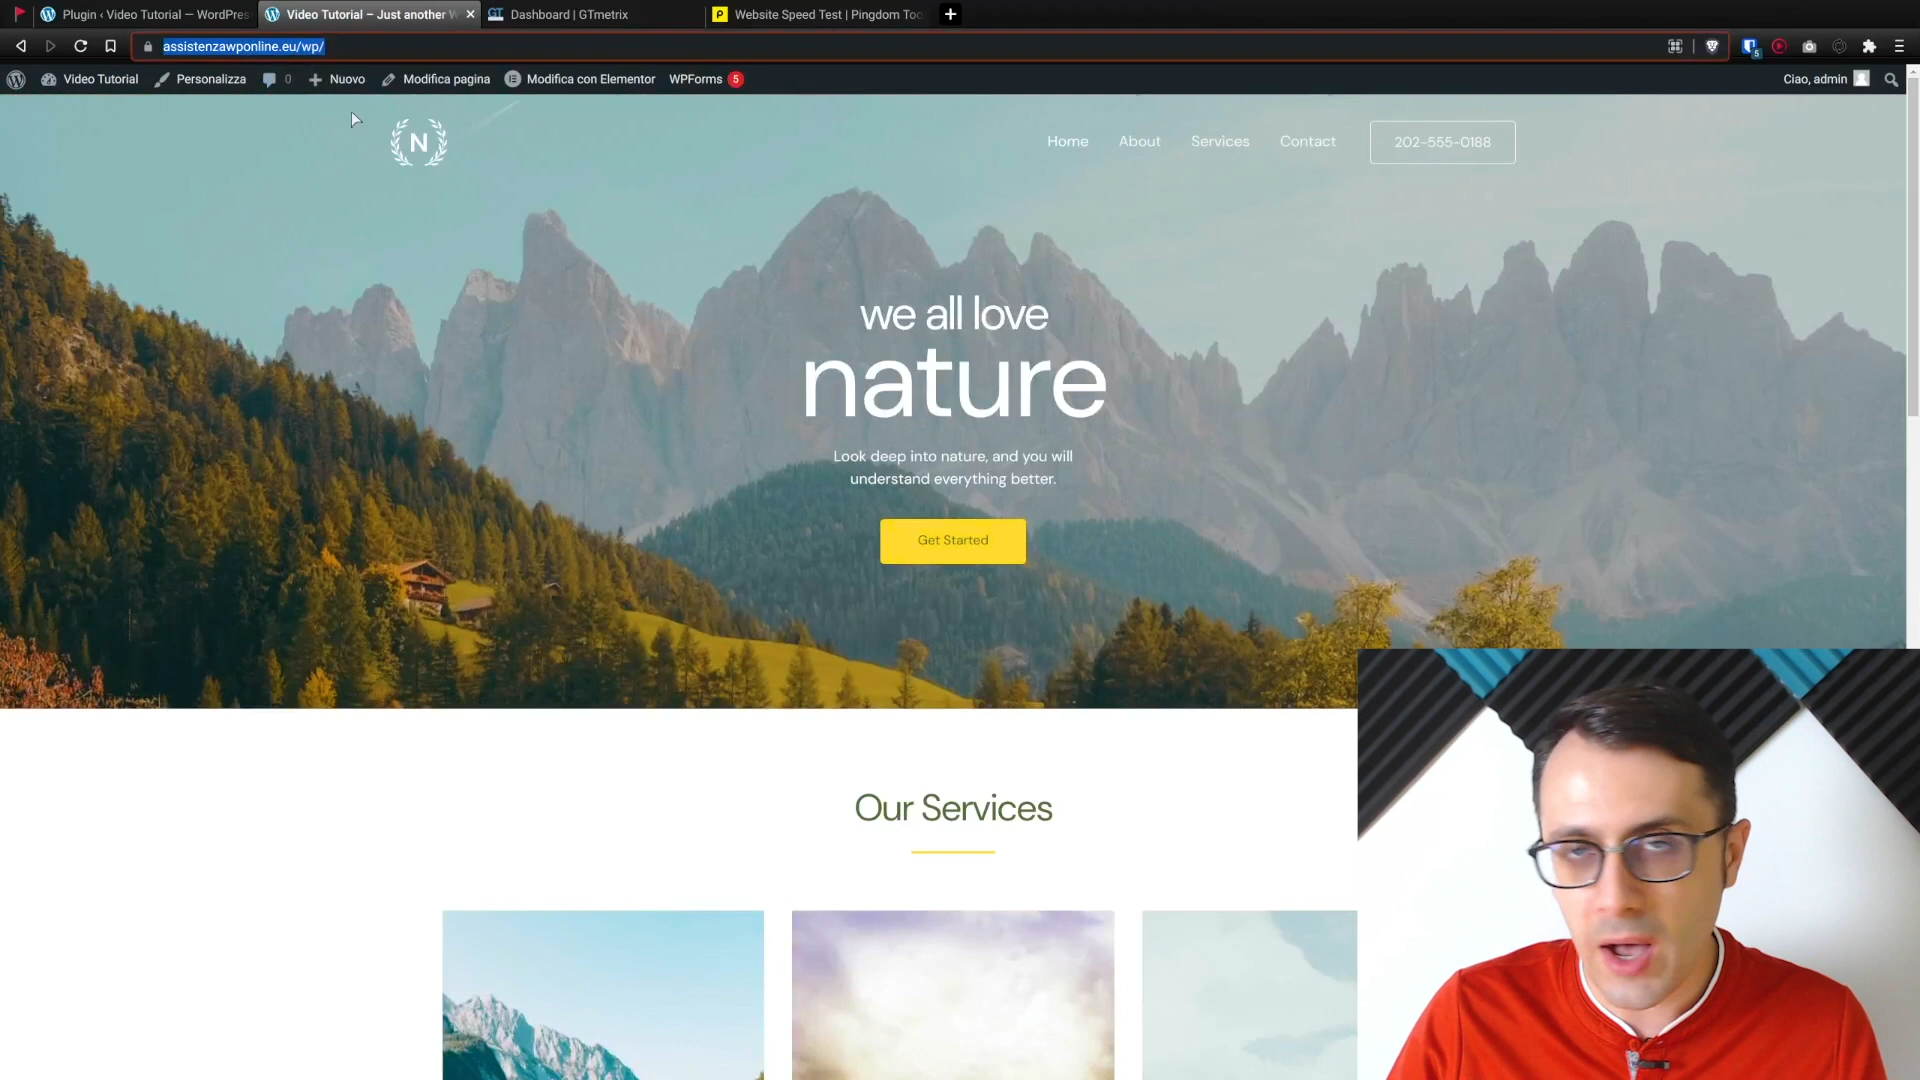 Plugin ‹ Video Tutorial — WordPres
Video Tutorial – Just another W
GT Dashboard | GTmetrix
P Website Speed Test | Pingdom Too
assistenzawponline.eu/wp/
5
Video Tutorial
Personalizza
0
Nuovo
Modifica pagina
Modifica con Elementor
WPForms 5
Ciao, admin
N
Home
About
Services
Contact
202-555-0188
we all love
nature
Look deep into nature, and you will
understand everything better.
Get Started
Our Services